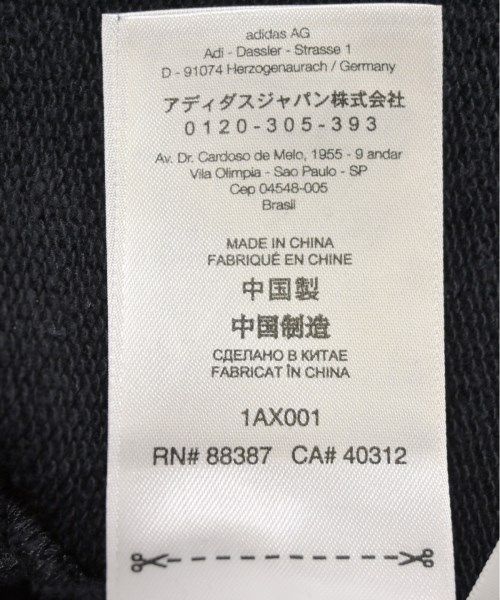 adidas AG
Adi - Dassler - Strasse 1
D - 91074 Herzogenaurach / Germany
アディダスジャパン株式会社
0120-305-393
Av. Dr. Cardoso de Melo, 1955 - 9 andar
Vila Olimpia - Sao Paulo - SP
Cep 04548-005
Brasil
MADE IN CHINA
FABRIQUÉ EN CHINE
中国製
中国制造
СДЕЛАНО В КИТАЕ
FABRICAT ÎN CHINA
1AX001
RN# 88387 CA# 40312